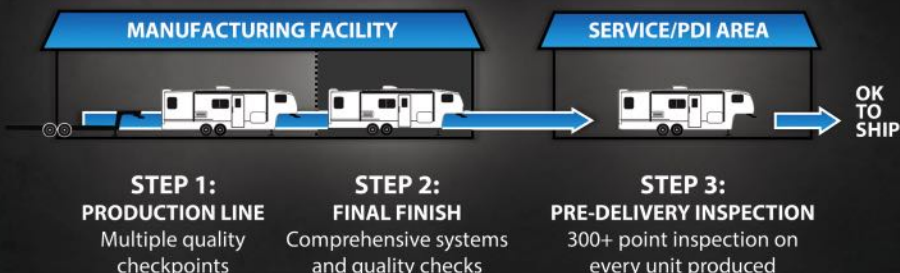 MANUFACTURING FACILITY
SERVICE/PDI AREA
OK
TO
SHIP
STEP 1:
PRODUCTION LINE
Multiple quality
checkpoints
STEP 2:
FINAL FINISH
Comprehensive systems
and quality checks
STEP 3:
PRE-DELIVERY INSPECTION
300+ point inspection on
every unit produced